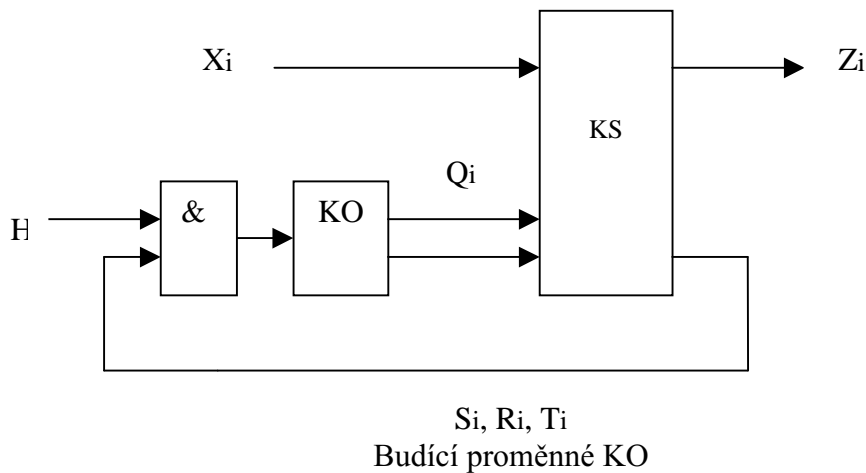 Xi
Zi
KS
Qi
H
&
KO
Si, Ri, Ti
Budící proměnné KO